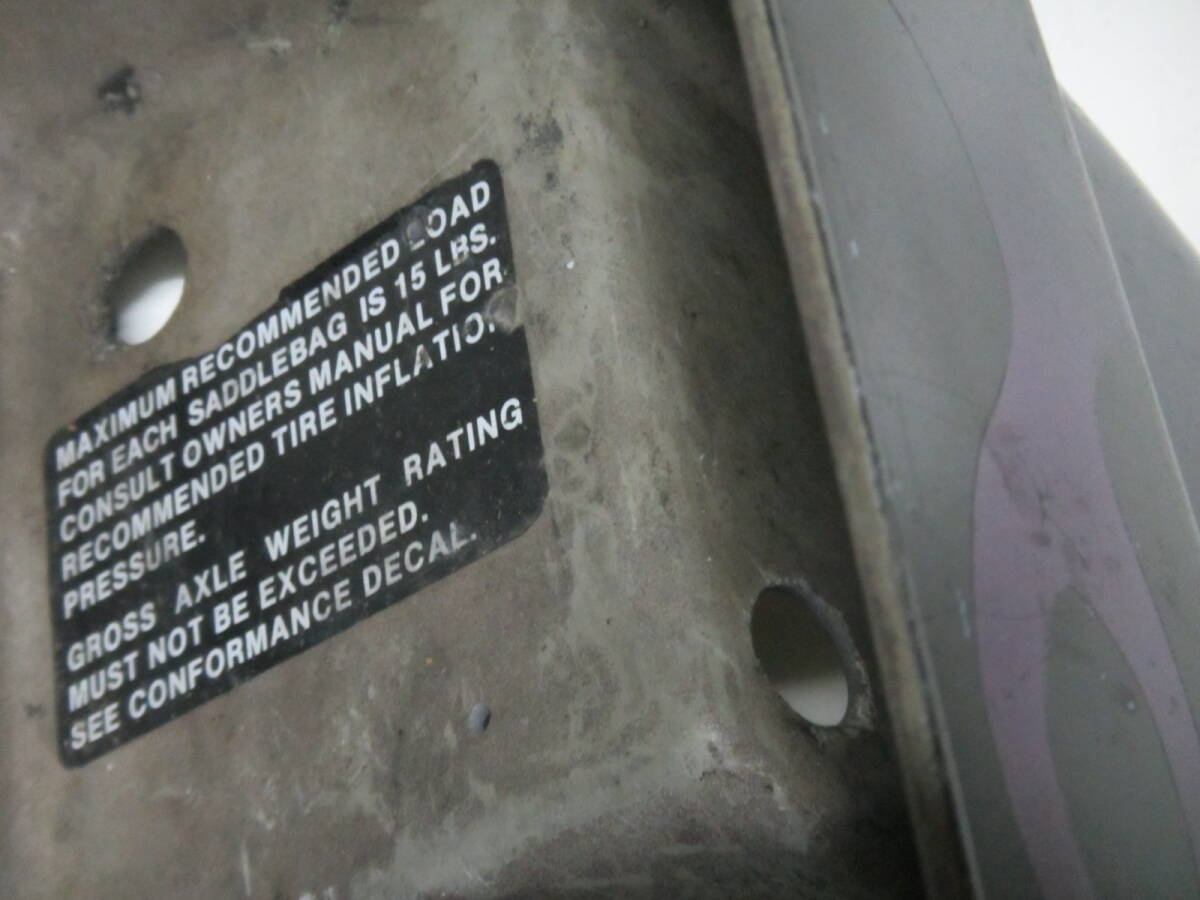 MAXIMUM RECOMMENDED LOAD
FOR EACH SADDLEBAG IS 15 LBS.
CONSULT OWNERS MANUAL FOR
RECOMMENDED TIRE INFLATION
PRESSURE.
GROSS AXLE WEIGHT RATING
MUST NOT BE EXCEEDED.
SEE CONFORMANCE DECAL.